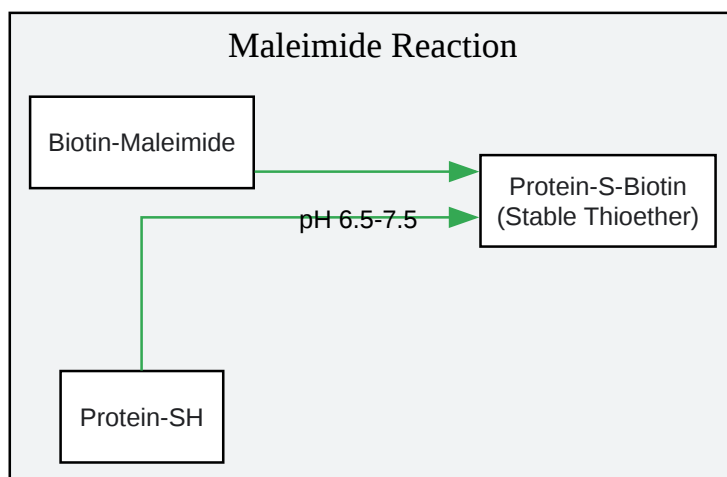 Maleimide Reaction
Biotin-Maleimide
Protein-S-Biotin
(Stable Thioether)
pH 6.5-7.5
Protein-SH